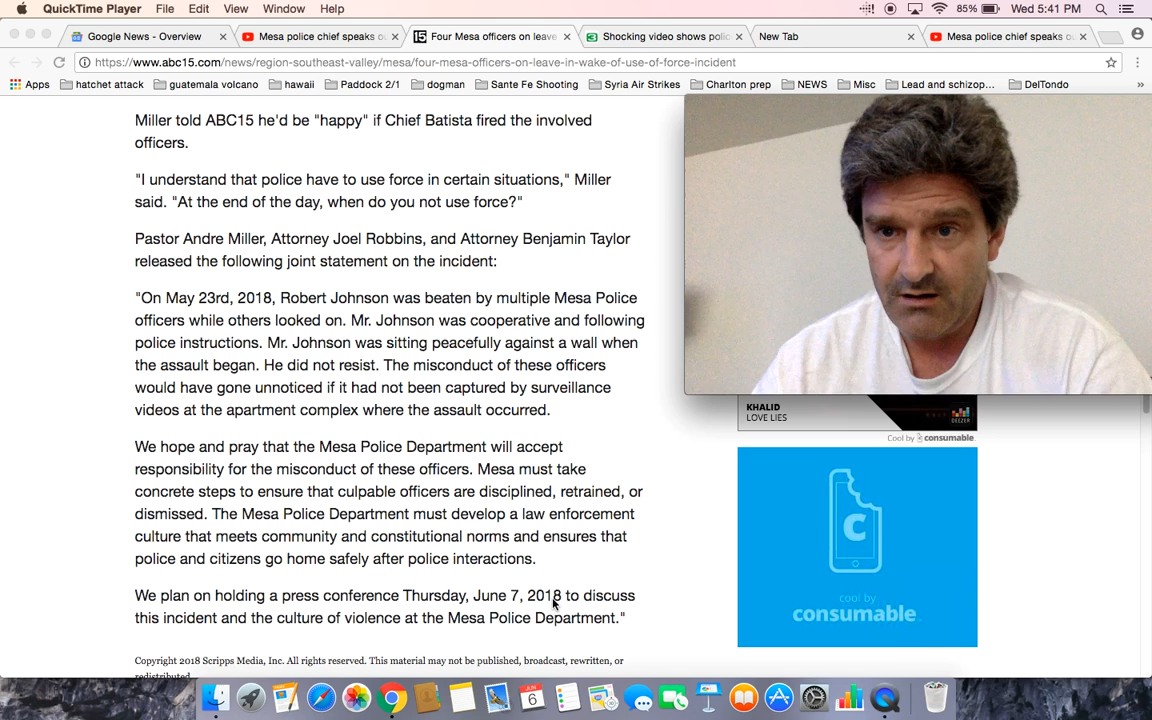 QuickTime Player File Edit View Window Help 85% Wed 5:41 PM
Google News - Overview × Mesa police chief speaks ou × Four Mesa officers on leave × Shocking video shows polic × New Tab × Mesa police chief speaks ou ×
https://www.abc15.com/news/region-southeast-valley/mesa/four-mesa-officers-on-leave-in-wake-of-use-of-force-incident
Apps hatchet attack guatemala volcano hawaii Paddock 2/1 dogman Sante Fe Shooting Syria Air Strikes Charlton prep NEWS Misc Lead and schizop... DelTondo »
Miller told ABC15 he'd be "happy" if Chief Batista fired the involved
officers.
"I understand that police have to use force in certain situations," Miller
said. "At the end of the day, when do you not use force?"
Pastor Andre Miller, Attorney Joel Robbins, and Attorney Benjamin Taylor
released the following joint statement on the incident:
"On May 23rd, 2018, Robert Johnson was beaten by multiple Mesa Police
officers while others looked on. Mr. Johnson was cooperative and following
police instructions. Mr. Johnson was sitting peacefully against a wall when
the assault began. He did not resist. The misconduct of these officers
would have gone unnoticed if it had not been captured by surveillance
videos at the apartment complex where the assault occurred.
We hope and pray that the Mesa Police Department will accept
responsibility for the misconduct of these officers. Mesa must take
concrete steps to ensure that culpable officers are disciplined, retrained, or
dismissed. The Mesa Police Department must develop a law enforcement
culture that meets community and constitutional norms and ensures that
police and citizens go home safely after police interactions.
We plan on holding a press conference Thursday, June 7, 2018 to discuss
this incident and the culture of violence at the Mesa Police Department."
Copyright 2018 Scripps Media, Inc. All rights reserved. This material may not be published, broadcast, rewritten, or
redistributed.
KHALID
LOVE LIES
DEEZER
Cool by consumable
c
cool by
consumable
JUN
6